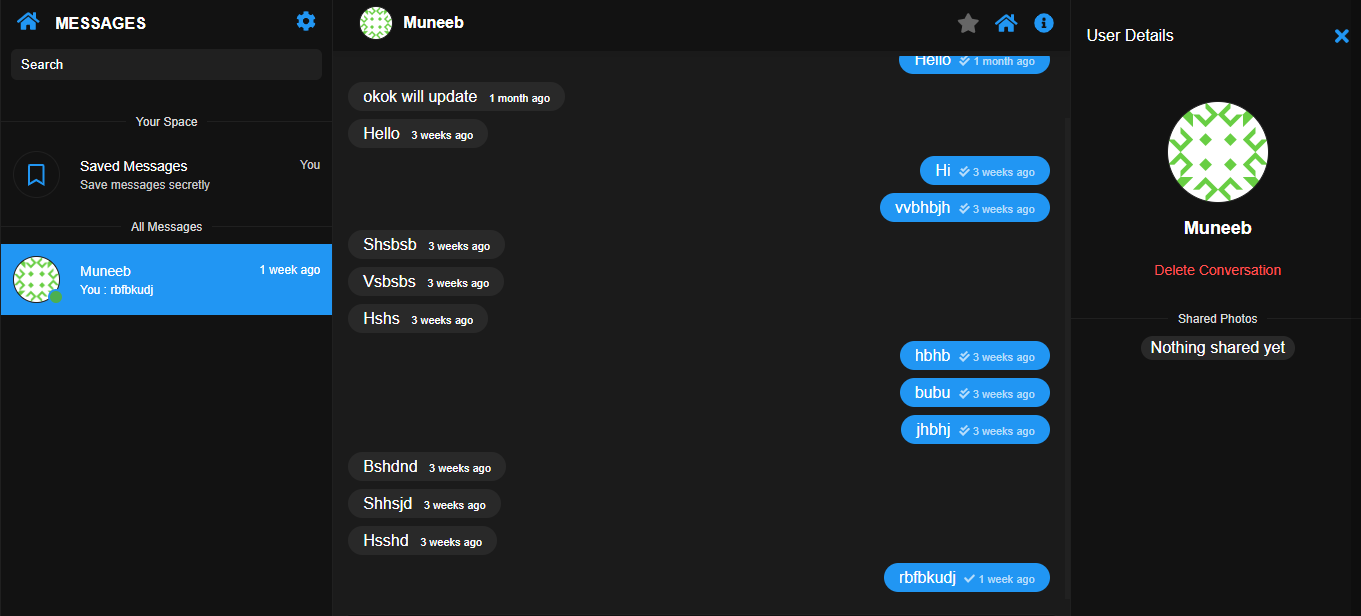 MESSAGES
Search
Your Space
Saved Messages
You
Save messages secretly
All Messages
Muneeb
1 week ago
You : rbfbkudj
Muneeb
Hello 1 month ago
okok will update 1 month ago
Hello 3 weeks ago
Hi 3 weeks ago
vvbhbjh 3 weeks ago
Shsbsb 3 weeks ago
Vsbsbs 3 weeks ago
Hshs 3 weeks ago
hbhb 3 weeks ago
bubu 3 weeks ago
jhbhj 3 weeks ago
Bshdnd 3 weeks ago
Shhsjd 3 weeks ago
Hsshd 3 weeks ago
rbfbkudj 1 week ago
User Details
Muneeb
Delete Conversation
Shared Photos
Nothing shared yet